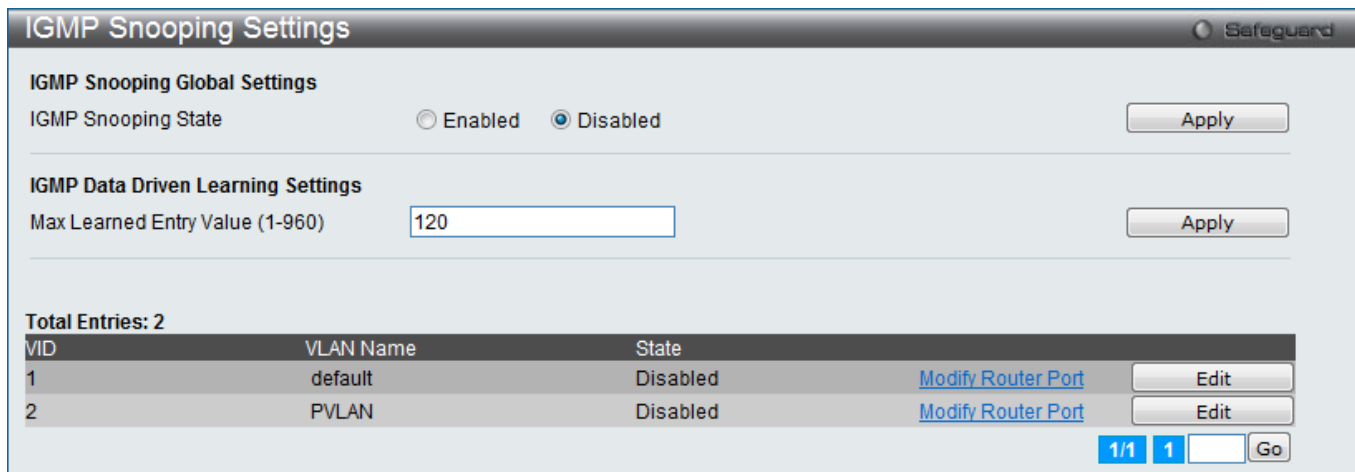 IGMP Snooping Settings Safeguard
IGMP Snooping Global Settings
IGMP Snooping State Enabled Disabled Apply
IGMP Data Driven Learning Settings
Max Learned Entry Value (1-960) 120 Apply
Total Entries: 2
VID VLAN Name State
1 default Disabled Modify Router Port Edit
2 PVLAN Disabled Modify Router Port Edit
1/1 1 Go